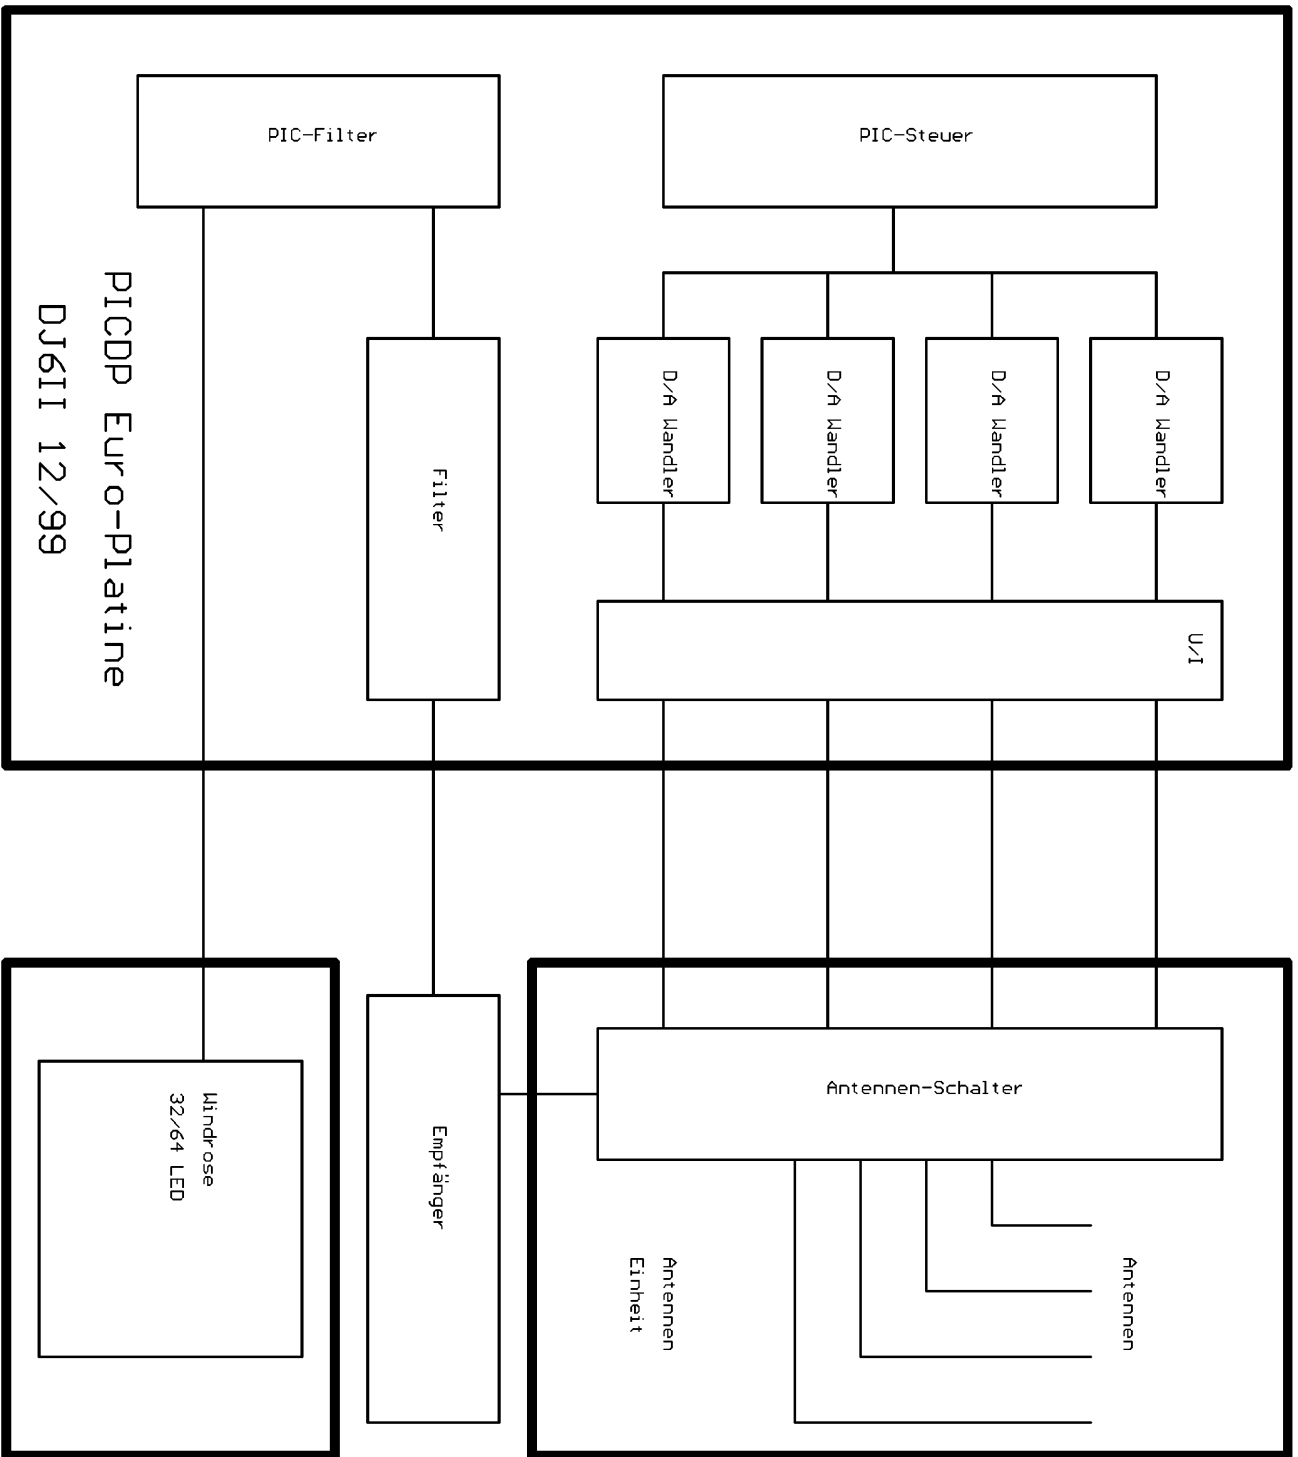 PIC-Filter
PIC-Steuer
PICDP Euro-Platine
DJ6II 12/99
Filter
D/A Wandler
D/A Wandler
D/A Wandler
D/A Wandler
U/I
Antennen-Schalter
Windrose
32/64 LED
Empfänger
Antennen
Einheit
Antennen